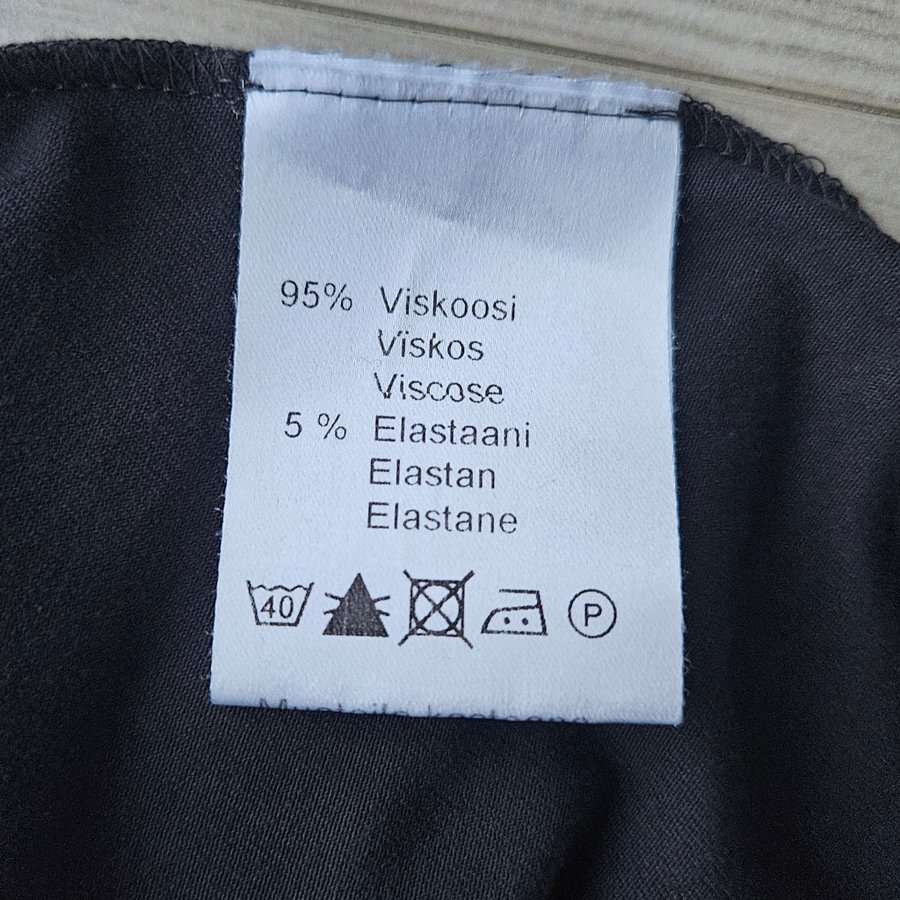 95% Viskoosi
Viskos
Viscose
5 % Elastaani
Elastan
Elastane
40
P